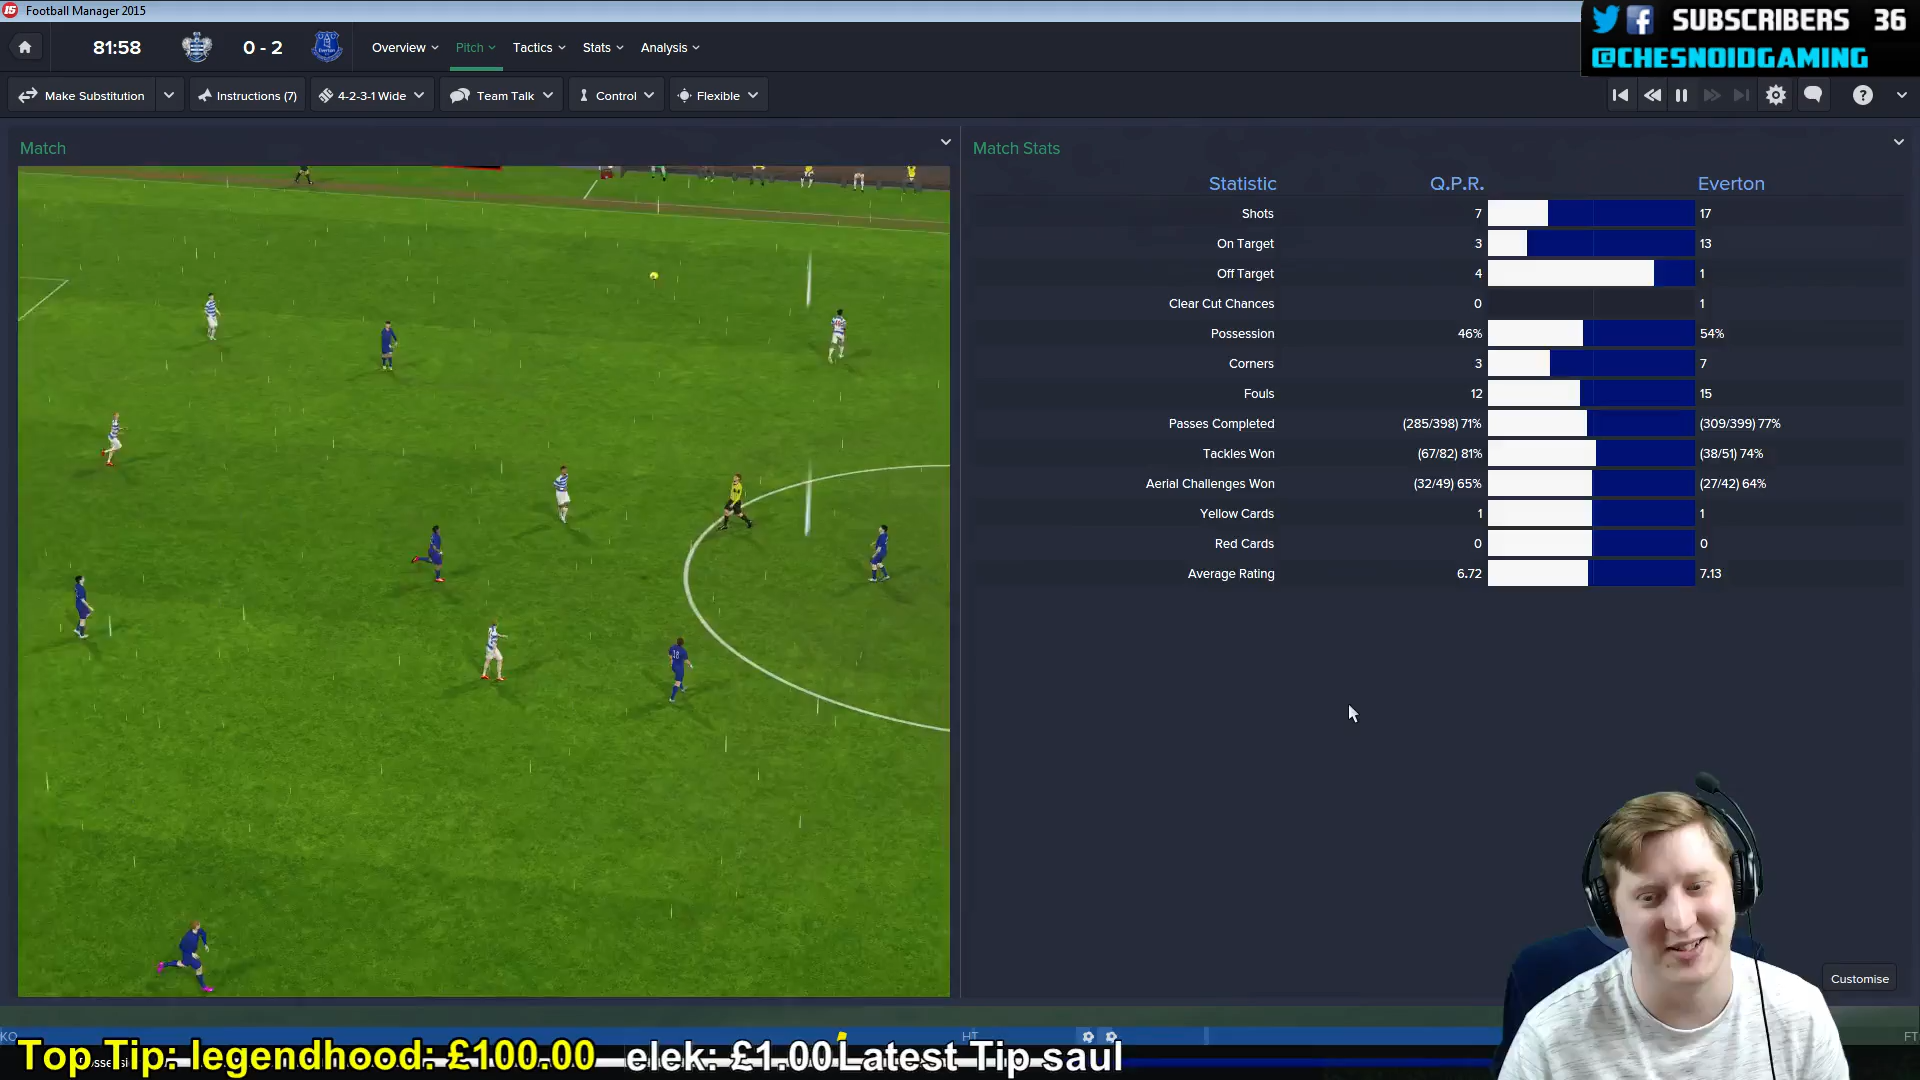 Football Manager 2015
SUBSCRIBERS 36
@CHESNOIDGAMING
81:58
0 - 2
Overview
Pitch
Tactics
Stats
Analysis
Make Substitution
Instructions (7)
4-2-3-1 Wide
Team Talk
Control
Flexible
Match
Match Stats
Statistic Q.P.R. Everton
Shots 7 17
On Target 3 13
Off Target 4 1
Clear Cut Chances 0 1
Possession 46% 54%
Corners 3 7
Fouls 12 15
Passes Completed (285/398) 71% (309/399) 77%
Tackles Won (67/82) 81% (38/51) 74%
Aerial Challenges Won (32/49) 65% (27/42) 64%
Yellow Cards 1 1
Red Cards 0 0
Average Rating 6.72 7.13
18
Customise
KO HT FT
Top Tip: legendhood: £100.00 elek: £1.00Latest Tip saul